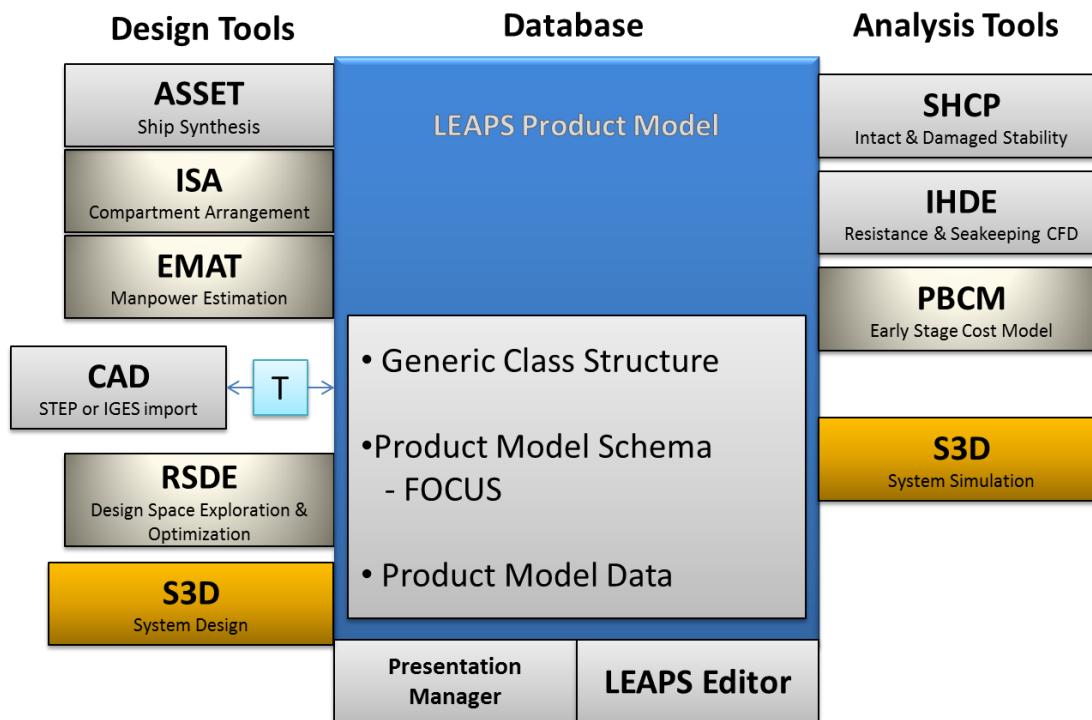 Design Tools
Database
Analysis Tools
ASSET
Ship Synthesis
ISA
Compartment Arrangement
EMAT
Manpower Estimation
CAD
STEP or IGES import
T
RSDE
Design Space Exploration &
Optimization
S3D
System Design
LEAPS Product Model
• Generic Class Structure
•Product Model Schema
- FOCUS
• Product Model Data
Presentation
Manager
LEAPS Editor
SHCP
Intact & Damaged Stability
IHDE
Resistance & Seakeeping CFD
PBCM
Early Stage Cost Model
S3D
System Simulation